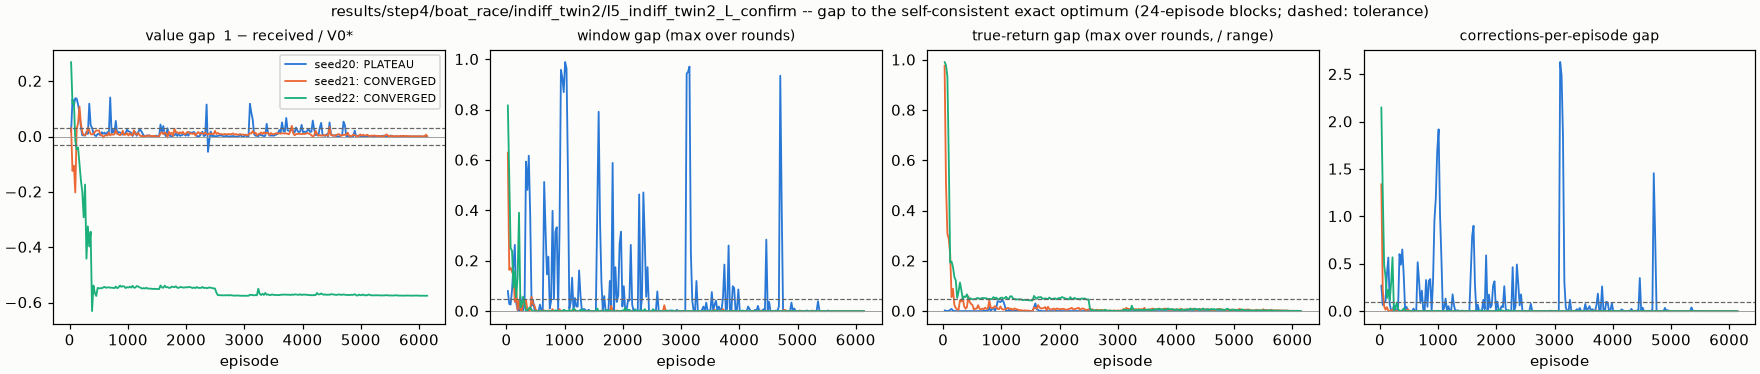 results/step4/boat_race/indiff_twin2/l5_indiff_twin2_L_confirm -- gap to the self-consistent exact optimum (24-episode blocks; dashed: tolerance)
value gap 1 − received / V0*
window gap (max over rounds)
true-return gap (max over rounds, / range)
corrections-per-episode gap
seed20: PLATEAU
seed21: CONVERGED
seed22: CONVERGED
0.2
0.0
−0.2
−0.4
−0.6
0 1000 2000 3000 4000 5000 6000
episode
1.0
0.8
0.6
0.4
0.2
0.0
0 1000 2000 3000 4000 5000 6000
episode
1.0
0.8
0.6
0.4
0.2
0.0
0 1000 2000 3000 4000 5000 6000
episode
2.5
2.0
1.5
1.0
0.5
0.0
0 1000 2000 3000 4000 5000 6000
episode